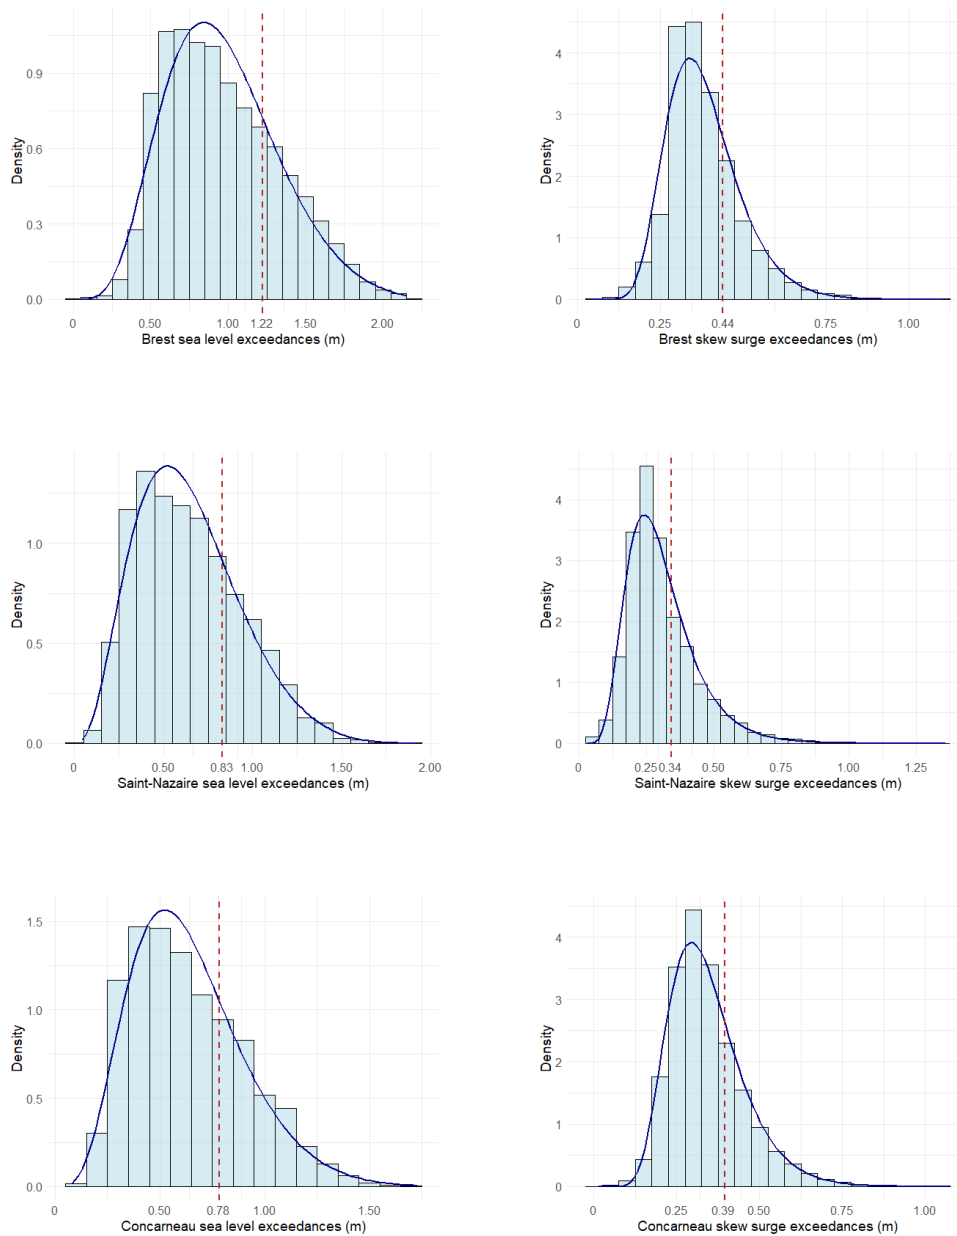 Density
0.9
0.6
0.3
0.0
0 0.50 1.00 1.22 1.50 2.00
Brest sea level exceedances (m)
Density
4
3
2
1
0
0 0.25 0.44 0.75 1.00
Brest skew surge exceedances (m)
Density
1.0
0.5
0.0
0 0.50 0.83 1.00 1.50 2.00
Saint-Nazaire sea level exceedances (m)
Density
4
3
2
1
0
0 0.25 0.34 0.50 0.75 1.00 1.25
Saint-Nazaire skew surge exceedances (m)
Density
1.5
1.0
0.5
0.0
0 0.50 0.78 1.00 1.50
Concarneau sea level exceedances (m)
Density
4
3
2
1
0
0 0.25 0.39 0.50 0.75 1.00
Concarneau skew surge exceedances (m)